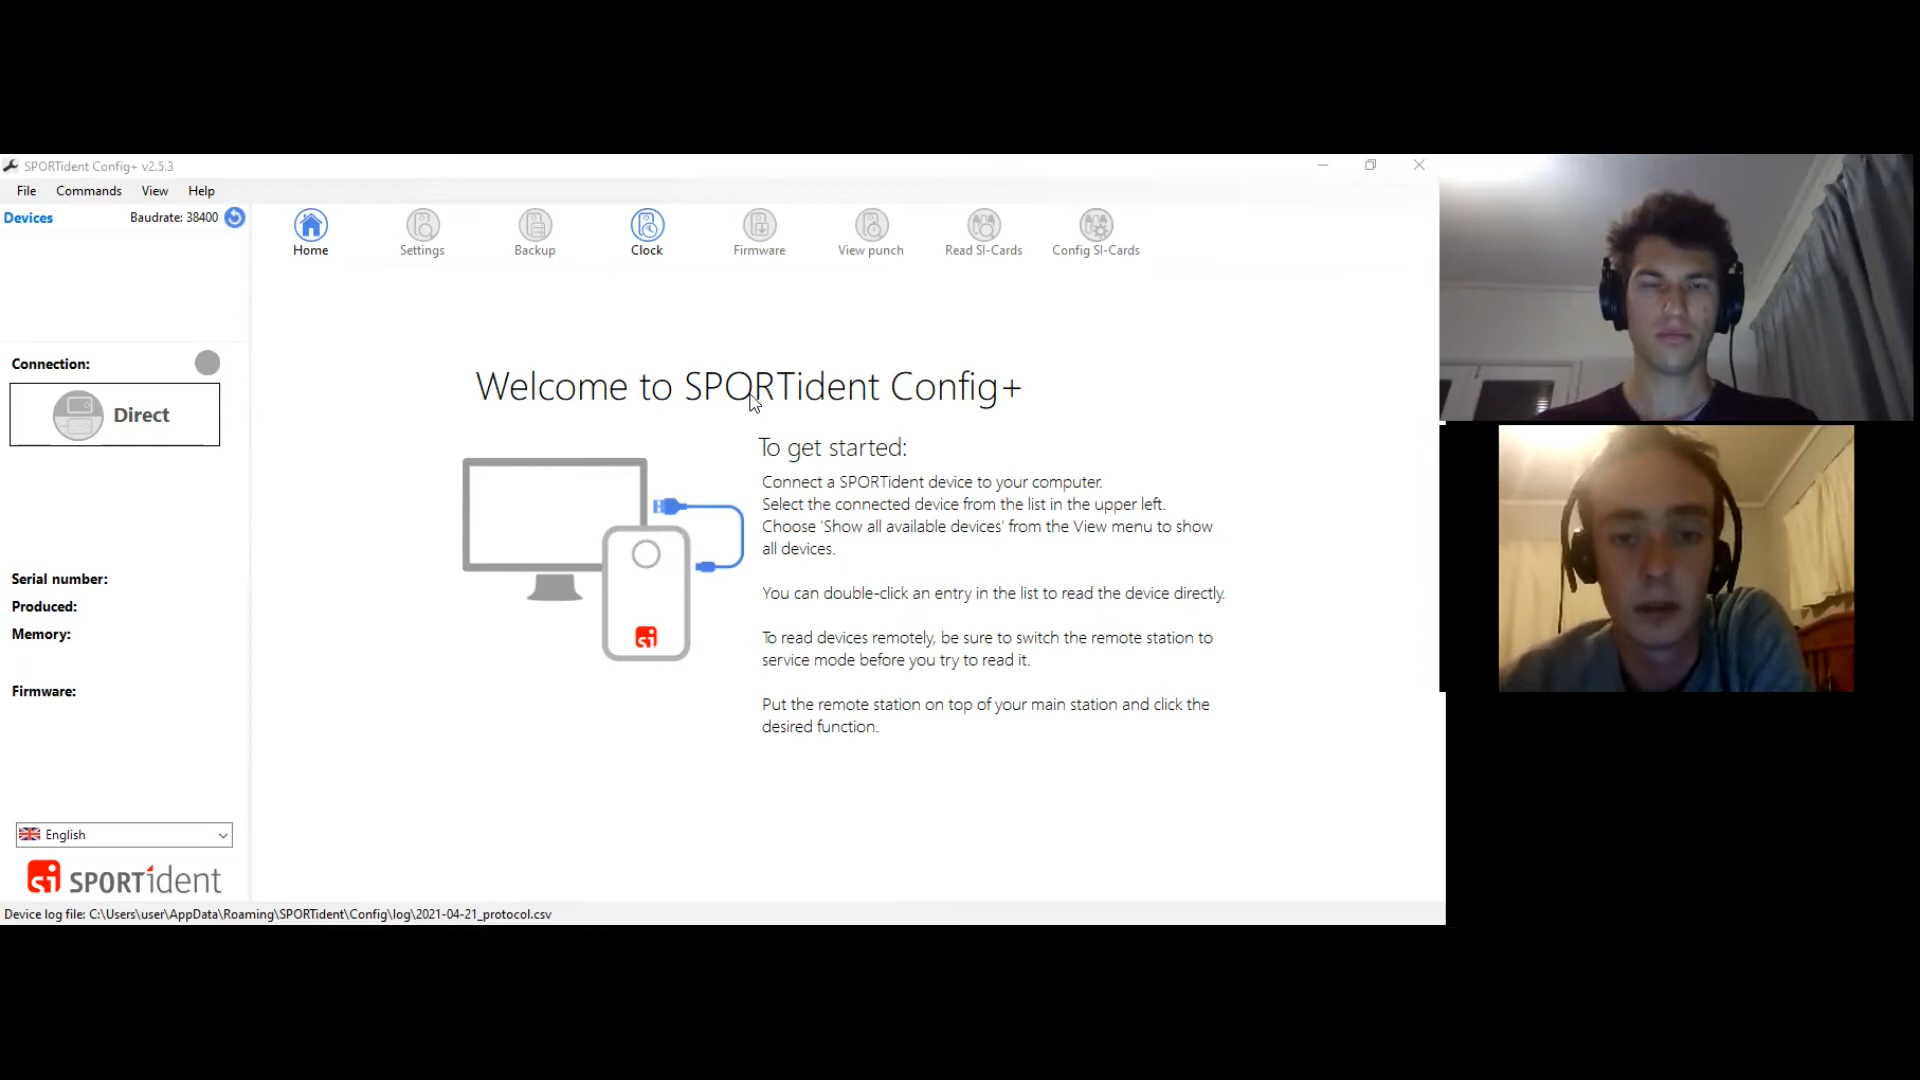 SPORTident Config+ v2.5.3
File Commands View Help
Devices Baudrate: 38400
Home Settings Backup Clock Firmware View punch Read SI-Cards Config SI-Cards
Connection:
Direct
Serial number:
Produced:
Memory:
Firmware:
English
si SPORTident
Welcome to SPORTident Config+
To get started:
Connect a SPORTident device to your computer.
Select the connected device from the list in the upper left.
Choose 'Show all available devices' from the View menu to show
all devices.
You can double-click an entry in the list to read the device directly.
To read devices remotely, be sure to switch the remote station to
service mode before you try to read it.
Put the remote station on top of your main station and click the
desired function.
si
Device log file: C:\Users\user\AppData\Roaming\SPORTident\Config\log\2021-04-21_protocol.csv